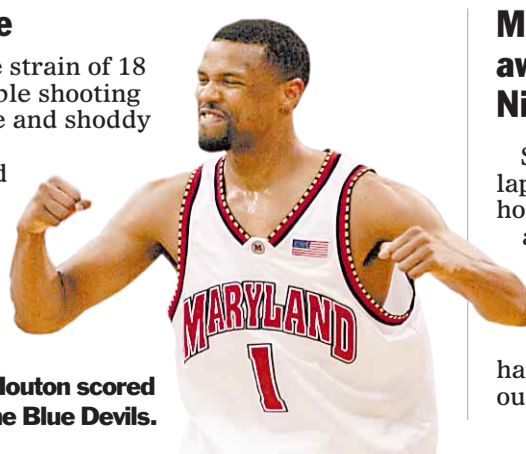 e
e strain of 18
ble shooting
e and shoddy
d
MARYLAND
1
louton scored
ne Blue Devils.
M
aw
Ni
S
lap
ho
a
ha
ou